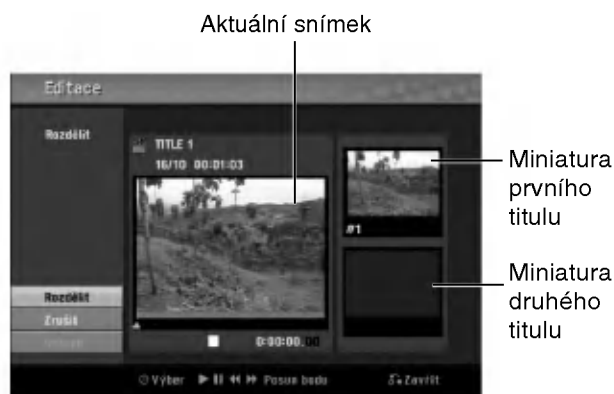 Aktuální snímek
Editace
Rozdělit
TITLE 1
16/10 00:01:03
#1
Miniatura
prvního
titulu
Miniatura
druhého
titulu
Rozdělit
Zrušit
0:00:00.00
Výběr
Posun bodu
Zavřít